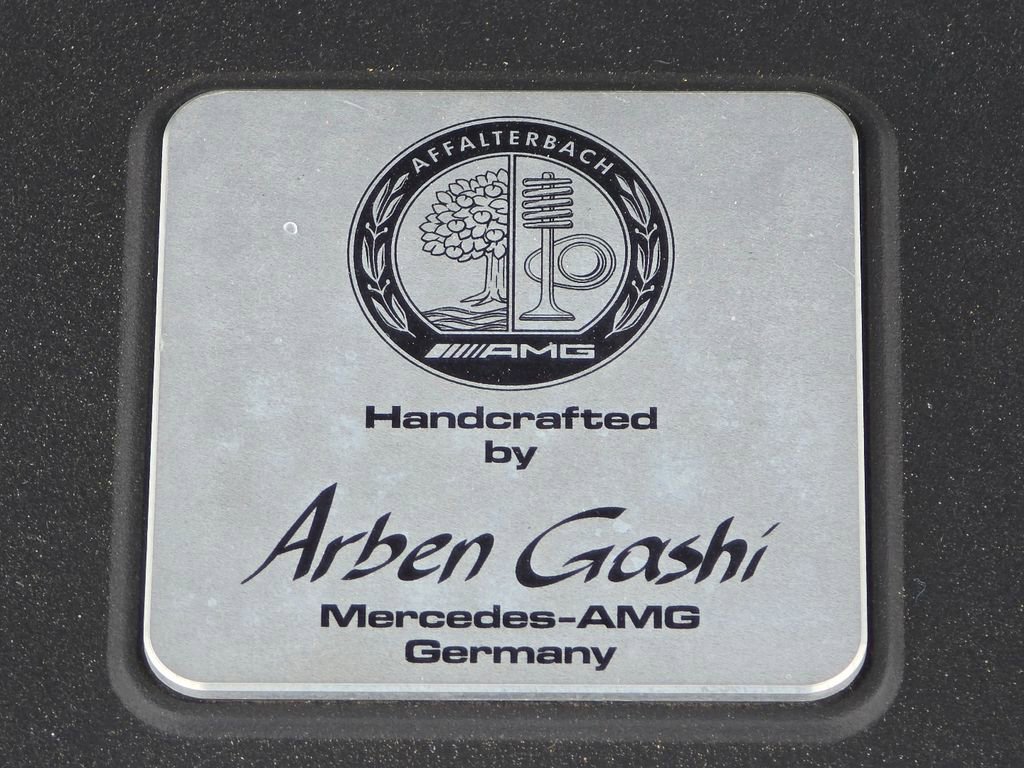 AFFALTERBACH
AMG
Handcrafted
by
Arben Gashi
Mercedes-AMG
Germany